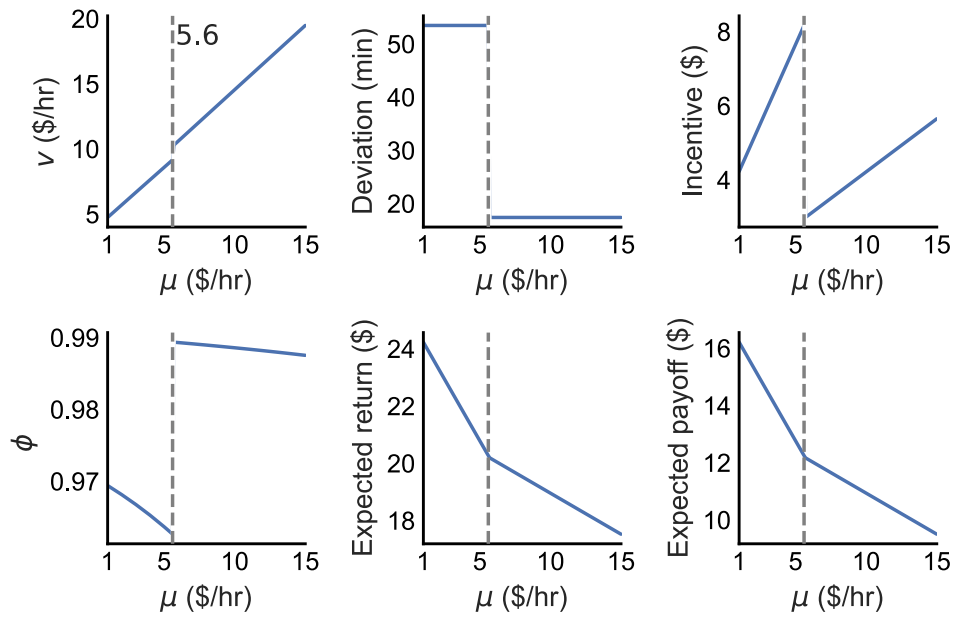 20
15
10
5
v ($/hr)
5.6
1 5 10 15
μ ($/hr)
50
40
30
20
Deviation (min)
1 5 10 15
μ ($/hr)
8
6
4
Incentive ($)
1 5 10 15
μ ($/hr)
0.99
0.98
0.97
ϕ
1 5 10 15
μ ($/hr)
24
22
20
18
Expected return ($)
1 5 10 15
μ ($/hr)
16
14
12
10
Expected payoff ($)
1 5 10 15
μ ($/hr)